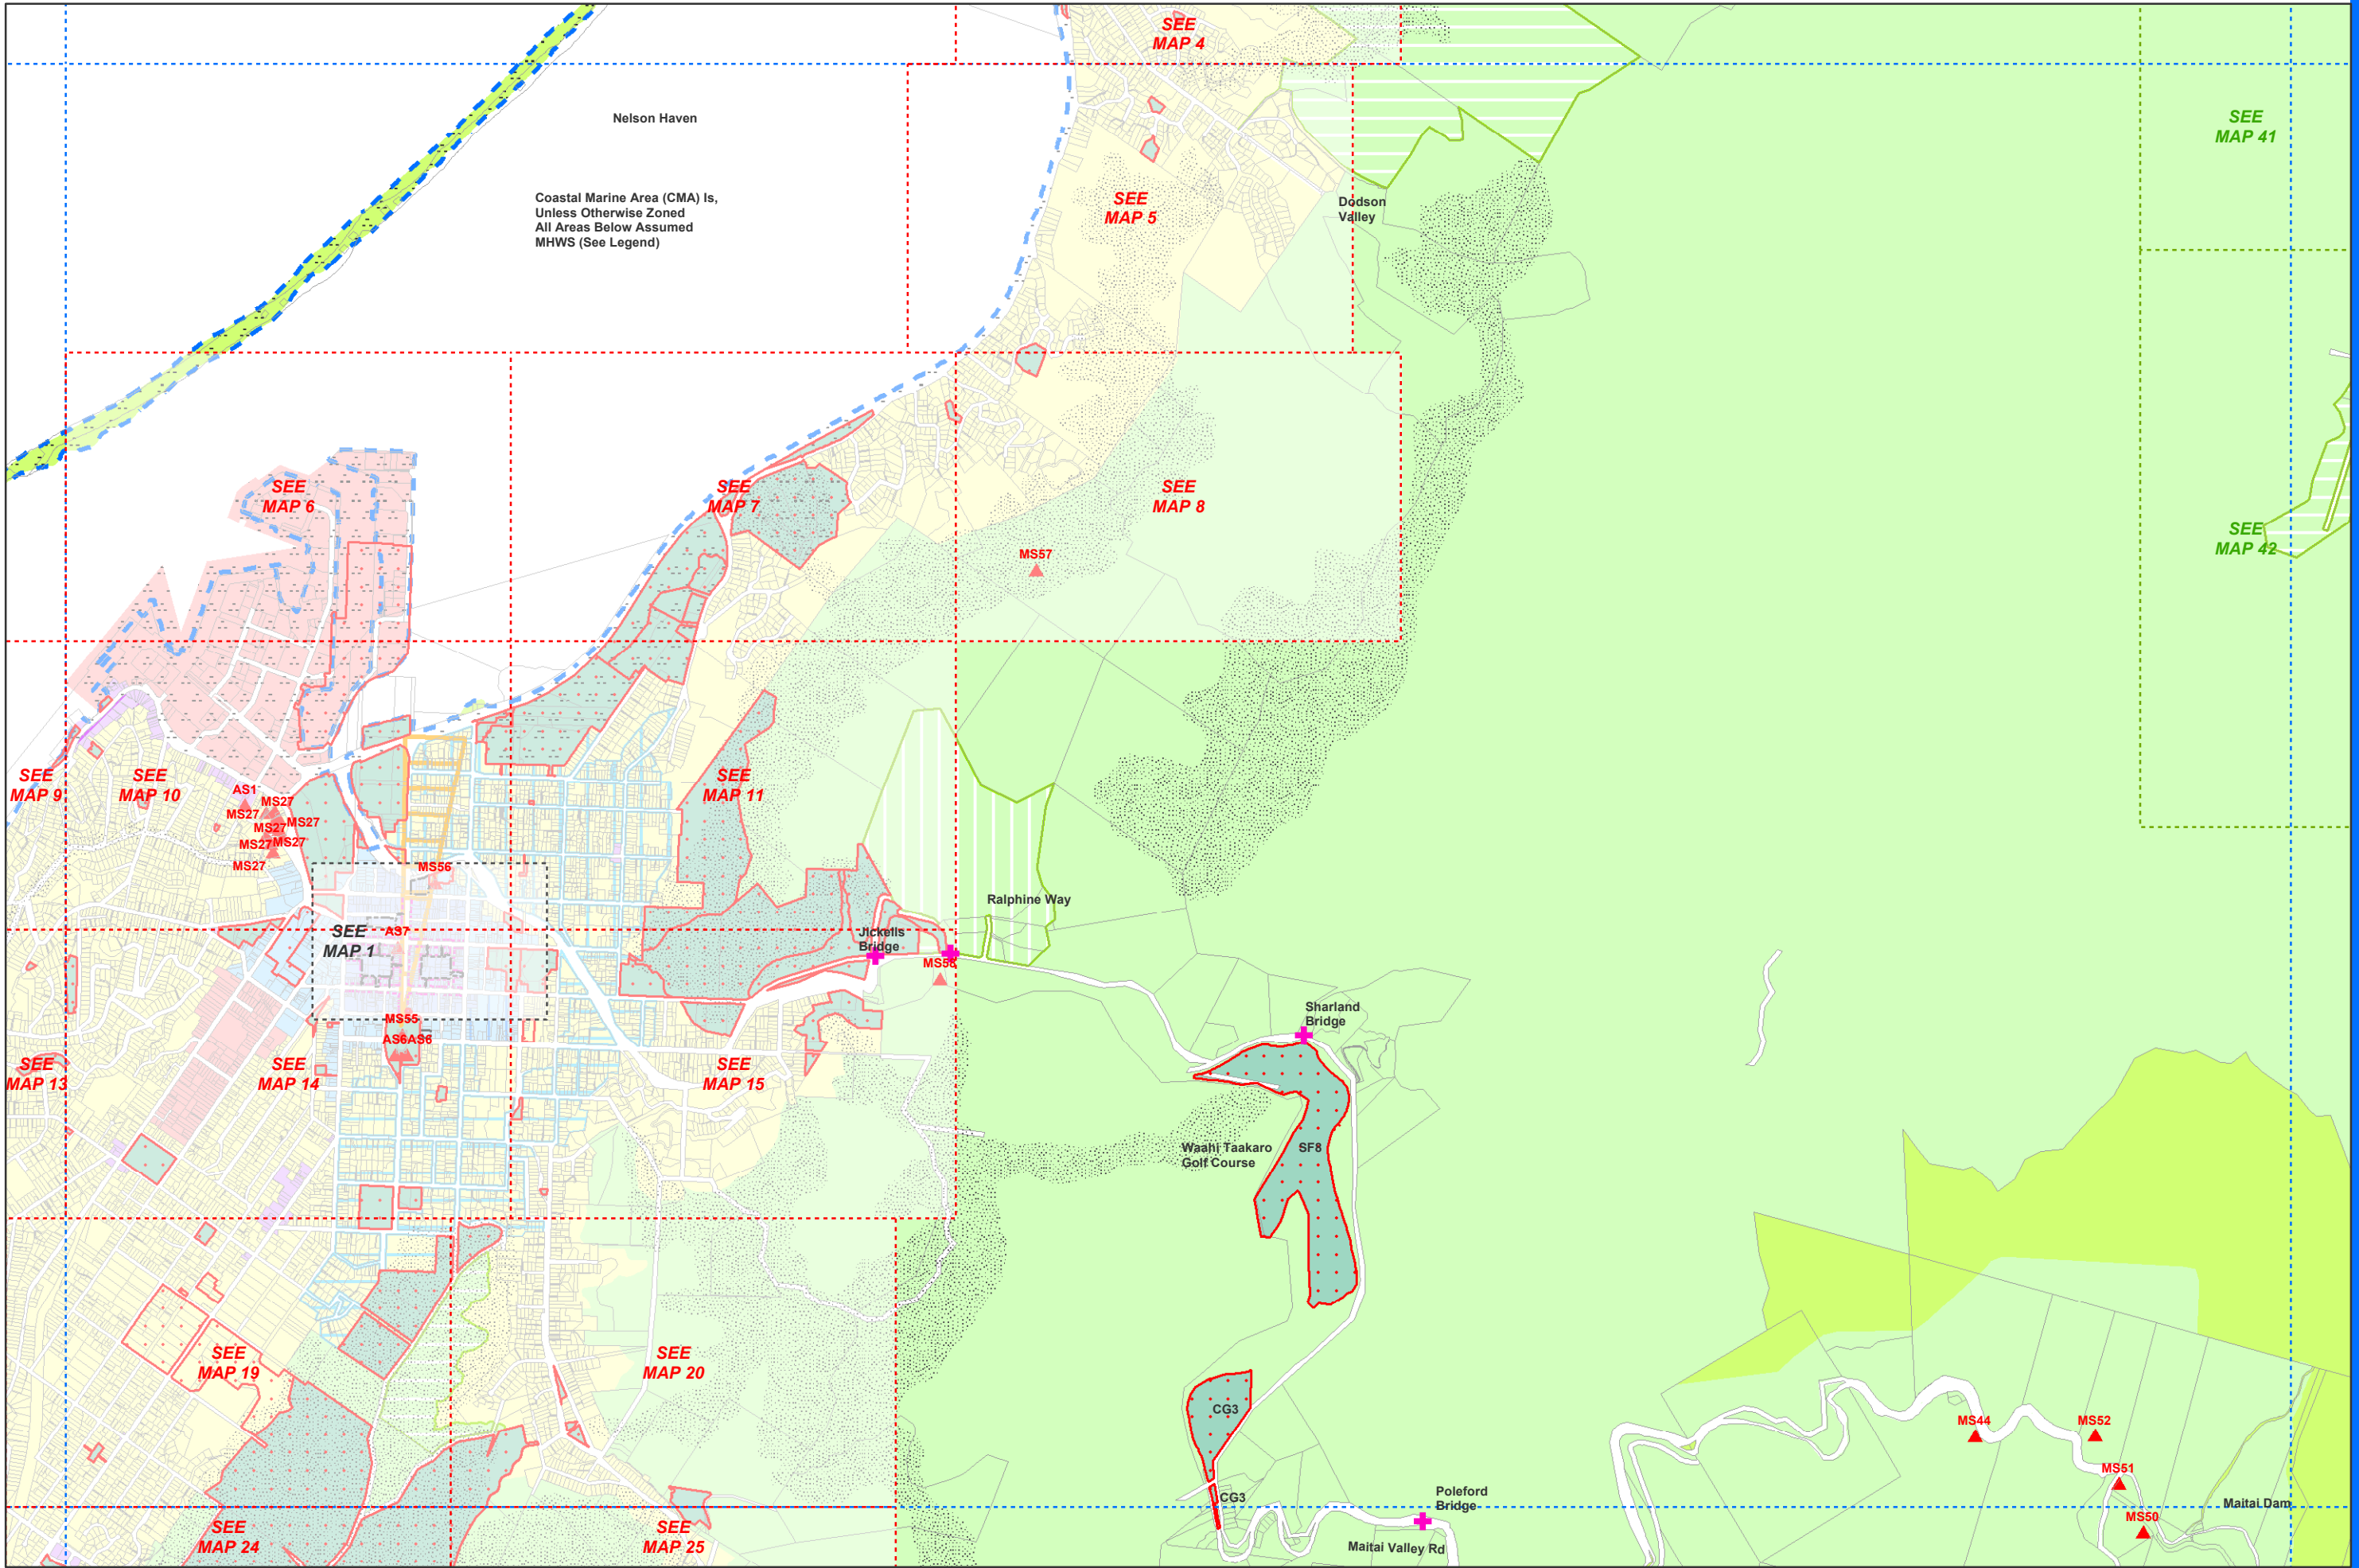 SEE
MAP 4
Nelson Haven
SEE
MAP 41
Coastal Marine Area (CMA) Is,
Unless Otherwise Zoned
All Areas Below Assumed
MHWS (See Legend)
SEE
MAP 5
Dodson
Valley
SEE
MAP 6
SEE
MAP 7
SEE
MAP 8
SEE
MAP 42
MS57
SEE
MAP 9
SEE
MAP 10
SEE
MAP 11
AS1
MS27
MS27
MS27
MS27
MS27
MS27
MS27
MS56
Ralphine Way
SEE
MAP 1
AS7
Jickells
Bridge
MS58
MS55
AS6
AS6
Sharland
Bridge
SEE
MAP 13
SEE
MAP 14
SEE
MAP 15
Waahi Taakaro
Golf Course
SF8
SEE
MAP 19
SEE
MAP 20
CG3
MS44
MS52
MS51
CG3
Poleford
Bridge
Maitai Dam
MS50
SEE
MAP 24
SEE
MAP 25
Maitai Valley Rd